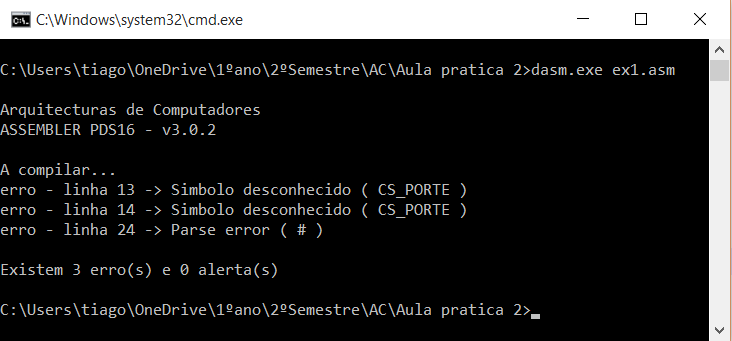 C:\Windows\system32\cmd.exe
C:\Users\tiago\OneDrive\1ºano\2ºSemestre\AC\Aula pratica 2>dasm.exe ex1.asm
Arquitecturas de Computadores
ASSEMBLER PDS16 - v3.0.2
A compilar...
erro - linha 13 -> Simbolo desconhecido ( CS_PORTE )
erro - linha 14 -> Simbolo desconhecido ( CS_PORTE )
erro - linha 24 -> Parse error ( # )
Existem 3 erro(s) e 0 alerta(s)
C:\Users\tiago\OneDrive\1ºano\2ºSemestre\AC\Aula pratica 2>